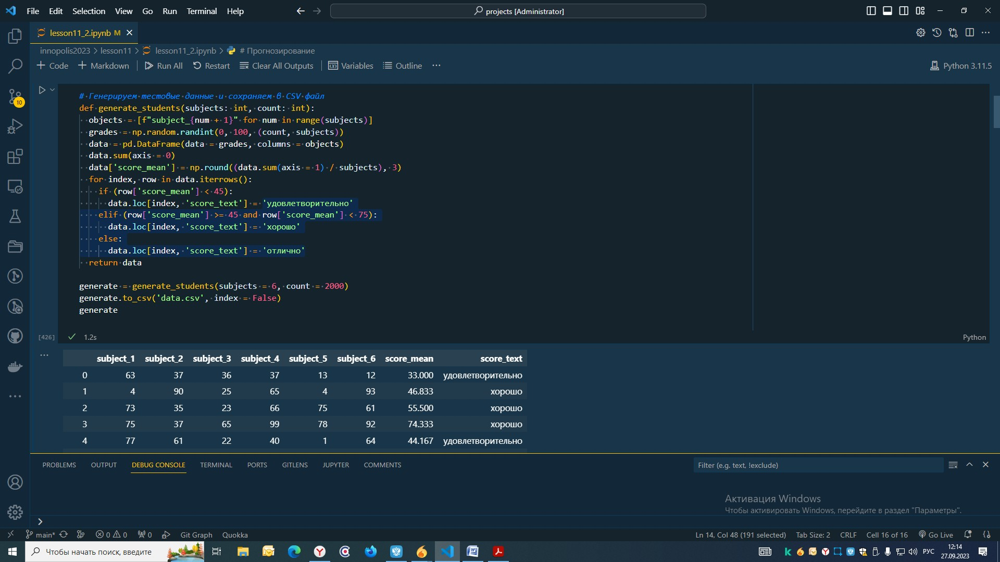 File Edit Selection View Go Run Terminal Help
projects [Administrator]
lesson11_2.ipynb M
innopolis2023 > lesson11 > lesson11_2.ipynb > # Прогнозирование
+ Code + Markdown Run All Restart Clear All Outputs Variables Outline ...
Python 3.11.5
10
# Генерируем тестовые данные и сохраняем в CSV файл
def generate_students(subjects: int, count: int):
objects = [f"subject_{num + 1}" for num in range(subjects)]
grades = np.random.randint(0, 100, (count, subjects))
data = pd.DataFrame(data = grades, columns = objects)
data.sum(axis = 0)
data['score_mean'] = np.round((data.sum(axis = 1) / subjects), 3)
for index, row in data.iterrows():
if (row['score_mean'] < 45):
data.loc[index, 'score_text'] = 'удовлетворительно'
elif (row['score_mean'] >= 45 and row['score_mean'] < 75):
data.loc[index, 'score_text'] = 'хорошо'
else:
data.loc[index, 'score_text'] = 'отлично'
return data
generate = generate_students(subjects = 6, count = 2000)
generate.to_csv('data.csv', index = False)
generate
[426] 1.2s
Python
subject_1 subject_2 subject_3 subject_4 subject_5 subject_6 score_mean score_text
0 63 37 36 37 13 12 33.000 удовлетворительно
1 4 90 25 65 4 93 46.833 хорошо
2 73 35 23 66 75 61 55.500 хорошо
3 75 37 65 99 78 92 74.333 хорошо
4 77 61 22 40 1 64 44.167 удовлетворительно
PROBLEMS OUTPUT DEBUG CONSOLE TERMINAL PORTS GITLENS JUPYTER COMMENTS
Filter (e.g. text, !exclude)
Активация Windows
Чтобы активировать Windows, перейдите в раздел "Параметры".
main* 0 0 0 Git Graph Quokka
Ln 14, Col 48 (191 selected) Tab Size: 2 CRLF Cell 16 of 16 Go Live
Чтобы начать поиск, введите
РУС
12:14
27.09.2023